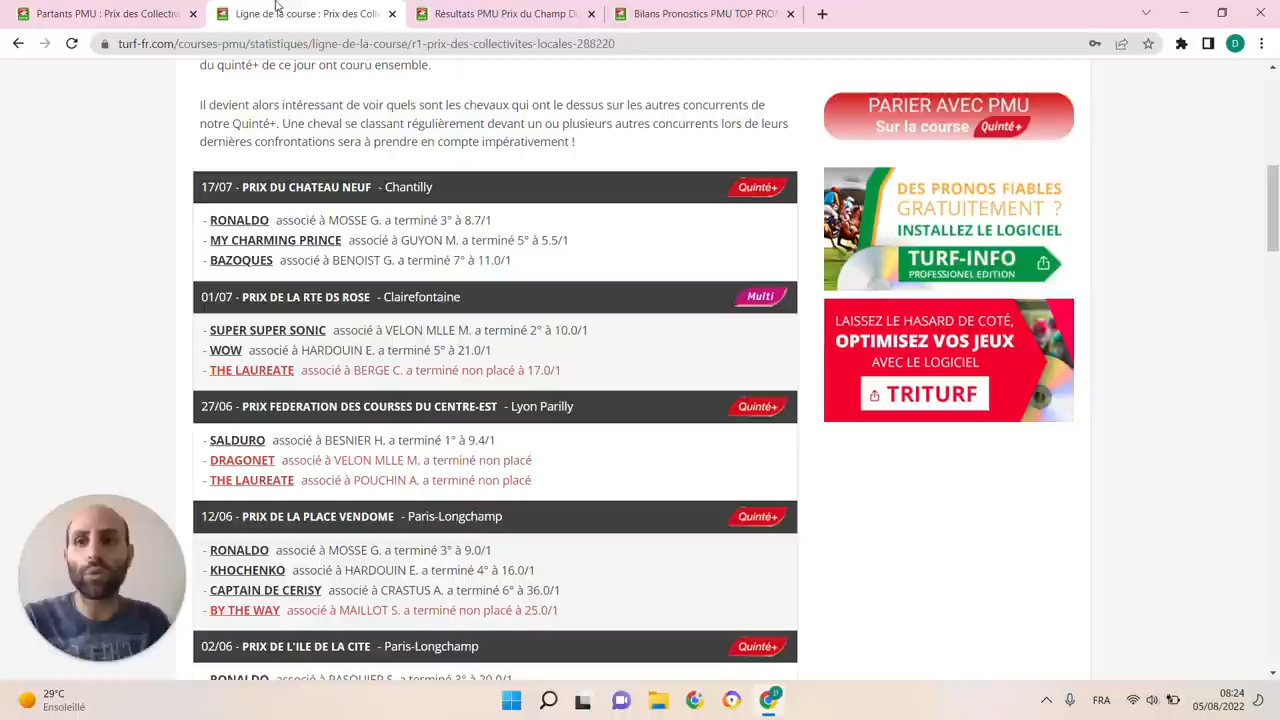 Partants PMU : Prix des Collectiv
Ligne de la course : Prix des Coll
Résultats PMU du Prix du Champ D
Bilans Pronostics PMU TOP PRON
turf-fr.com/courses-pmu/statistiques/ligne-de-la-course/r1-prix-des-collectivites-locales-288220
D
du quinté+ de ce jour ont couru ensemble.
Il devient alors intéressant de voir quels sont les chevaux qui ont le dessus sur les autres concurrents de
notre Quinté+. Un cheval se classant régulièrement devant un ou plusieurs autres concurrents lors de leurs
dernières confrontations sera à prendre en compte impérativement !
17/07 - PRIX DU CHATEAU NEUF - Chantilly Quinté+
- RONALDO associé à MOSSE G. a terminé 3° à 8.7/1
- MY CHARMING PRINCE associé à GUYON M. a terminé 5° à 5.5/1
- BAZOQUES associé à BENOIST G. a terminé 7° à 11.0/1
01/07 - PRIX DE LA RTE DS ROSE - Clairefontaine Multi
- SUPER SUPER SONIC associé à VELON MLLE M. a terminé 2° à 10.0/1
- WOW associé à HARDOUIN E. a terminé 5° à 21.0/1
- THE LAUREATE associé à BERGE C. a terminé non placé à 17.0/1
27/06 - PRIX FEDERATION DES COURSES DU CENTRE-EST - Lyon Parilly Quinté+
- SALDURO associé à BESNIER H. a terminé 1° à 9.4/1
- DRAGONET associé à VELON MLLE M. a terminé non placé
- THE LAUREATE associé à POUCHIN A. a terminé non placé
12/06 - PRIX DE LA PLACE VENDOME - Paris-Longchamp Quinté+
- RONALDO associé à MOSSE G. a terminé 3° à 9.0/1
- KHOCHENKO associé à HARDOUIN E. a terminé 4° à 16.0/1
- CAPTAIN DE CERISY associé à CRASTUS A. a terminé 6° à 36.0/1
- BY THE WAY associé à MAILLOT S. a terminé non placé à 25.0/1
02/06 - PRIX DE L'ILE DE LA CITE - Paris-Longchamp Quinté+
- RONALDO associé à PASQUIER S. a terminé 3° à 20.0/1
PARIER AVEC PMU
Sur la course Quinté+
DES PRONOS FIABLES
GRATUITEMENT ?
INSTALLEZ LE LOGICIEL
TURF-INFO
PROFESSIONEL EDITION
LAISSEZ LE HASARD DE COTÉ,
OPTIMISEZ VOS JEUX
AVEC LE LOGICIEL
TRITURF
29°C
Ensoleillé
FRA
08:24
05/08/2022